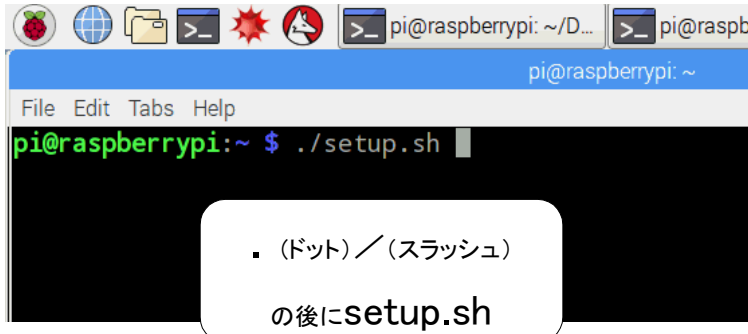 pi@raspberrypi: ~/D... pi@raspb
pi@raspberrypi: ~
File Edit Tabs Help
pi@raspberrypi:~ $ ./setup.sh
．（ドット）／（スラッシュ）
の後にsetup.sh